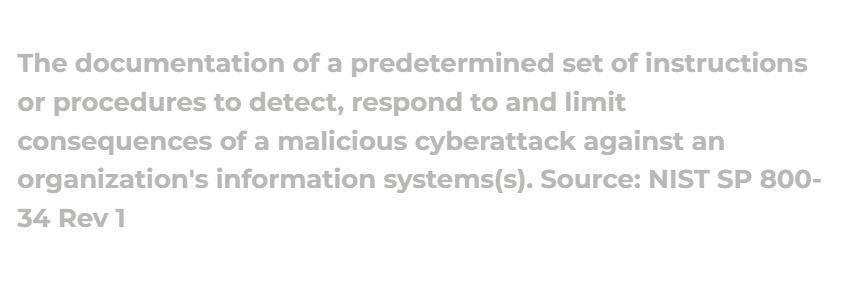 The documentation of a predetermined set of instructions
or procedures to detect, respond to and limit
consequences of a malicious cyberattack against an
organization's information systems(s). Source: NIST SP 800-
34 Rev 1